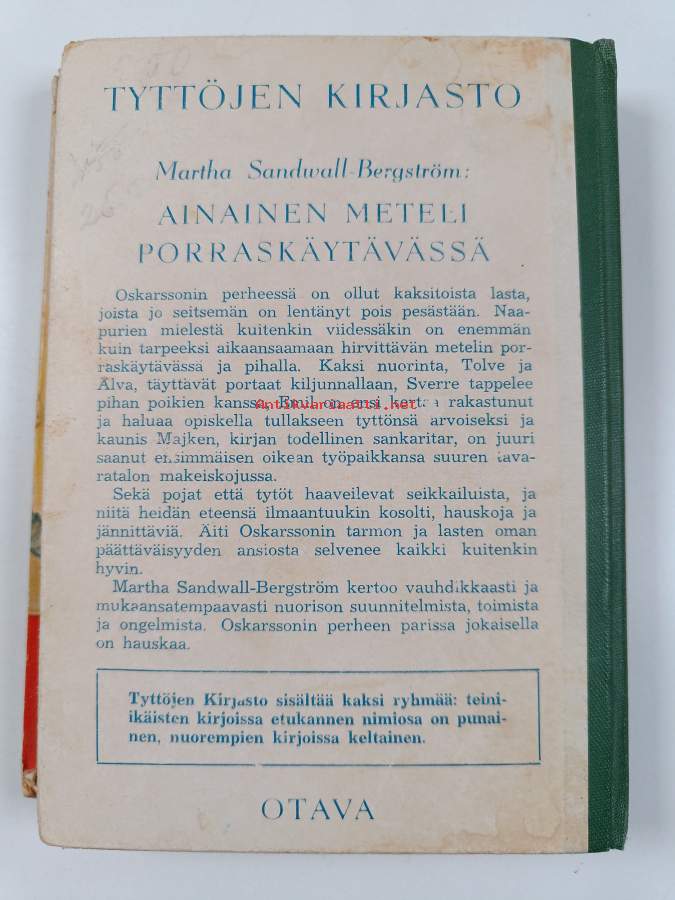 TYTTÖJEN KIRJASTO
Martha Sandwall-Bergström:
AINAINEN METELI
PORRASKÄYTÄVÄSSÄ
Oskarssonin perheessä on ollut kaksitoista lasta,
joista jo seitsemän on lentänyt pois pesästään. Naa-
purien mielestä kuitenkin viidessäkin on enemmän
kuin tarpeeksi aikaansaamaan hirvittävän metelin por-
raskäytävässä ja pihalla. Kaksi nuorinta, Tolve ja
Alva, täyttävät portaat kiljunnallaan, Sverre tappelee
pihan poikien kanssa, Emil on ensi kertaa rakastunut
Antikvariaatti.net
ja haluaa opiskella tullakseen tyttönsä arvoiseksi ja
kaunis Majken, kirjan todellinen sankaritar, on juuri
saanut ensimmäisen oikean työpaikkansa suuren tava-
ratalon makeiskojussa.
Sekä pojat että tytöt haaveilevat seikkailuista, ja
niitä heidän eteensä ilmaantuukin kosolti, hauskoja ja
jännittäviä. Äiti Oskarssonin tarmon ja lasten oman
päättäväisyyden ansiosta selvenee kaikki kuitenkin
hyvin.
Martha Sandwall-Bergström kertoo vauhdikkaasti ja
mukaansatempaavasti nuorison suunnitelmista, toimista
ja ongelmista. Oskarssonin perheen parissa jokaisella
on hauskaa.
Tyttöjen Kirjasto sisältää kaksi ryhmää: teini-
ikäisten kirjoissa etukannen nimiosa on punai-
nen, nuorempien kirjoissa keltainen.
OTAVA